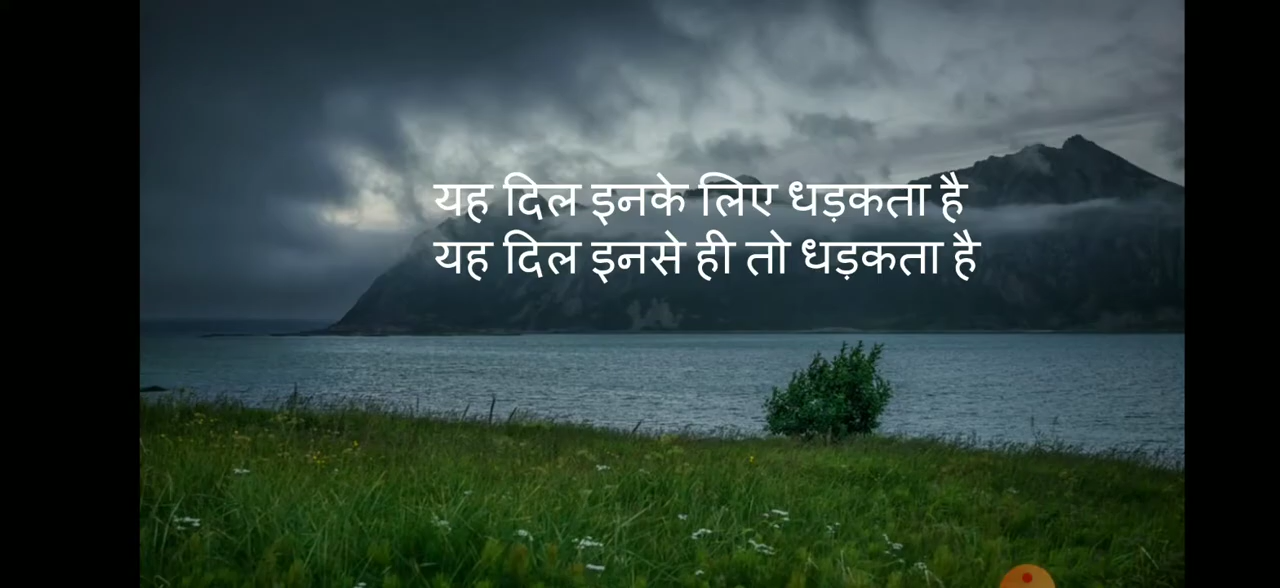 यह दिल इनके लिए धड़कता है
यह दिल इनसे ही तो धड़कता है